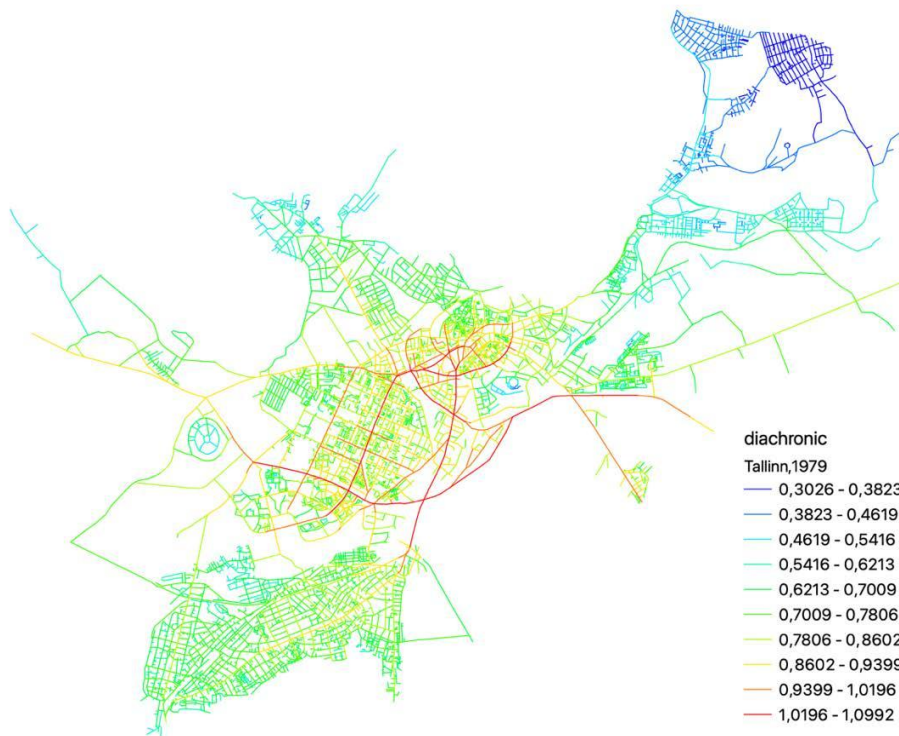 diachronic
Tallinn,1979
0,3026 - 0,3823
0,3823 - 0,4619
0,4619 - 0,5416
0,5416 - 0,6213
0,6213 - 0,7009
0,7009 - 0,7806
0,7806 - 0,8602
0,8602 - 0,9399
0,9399 - 1,0196
1,0196 - 1,0992